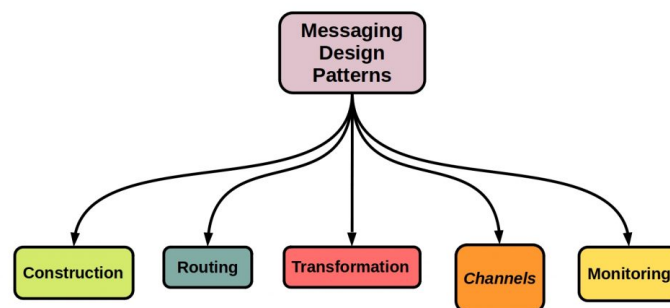 Messaging
Design
Patterns
Construction
Routing
Transformation
Channels
Monitoring